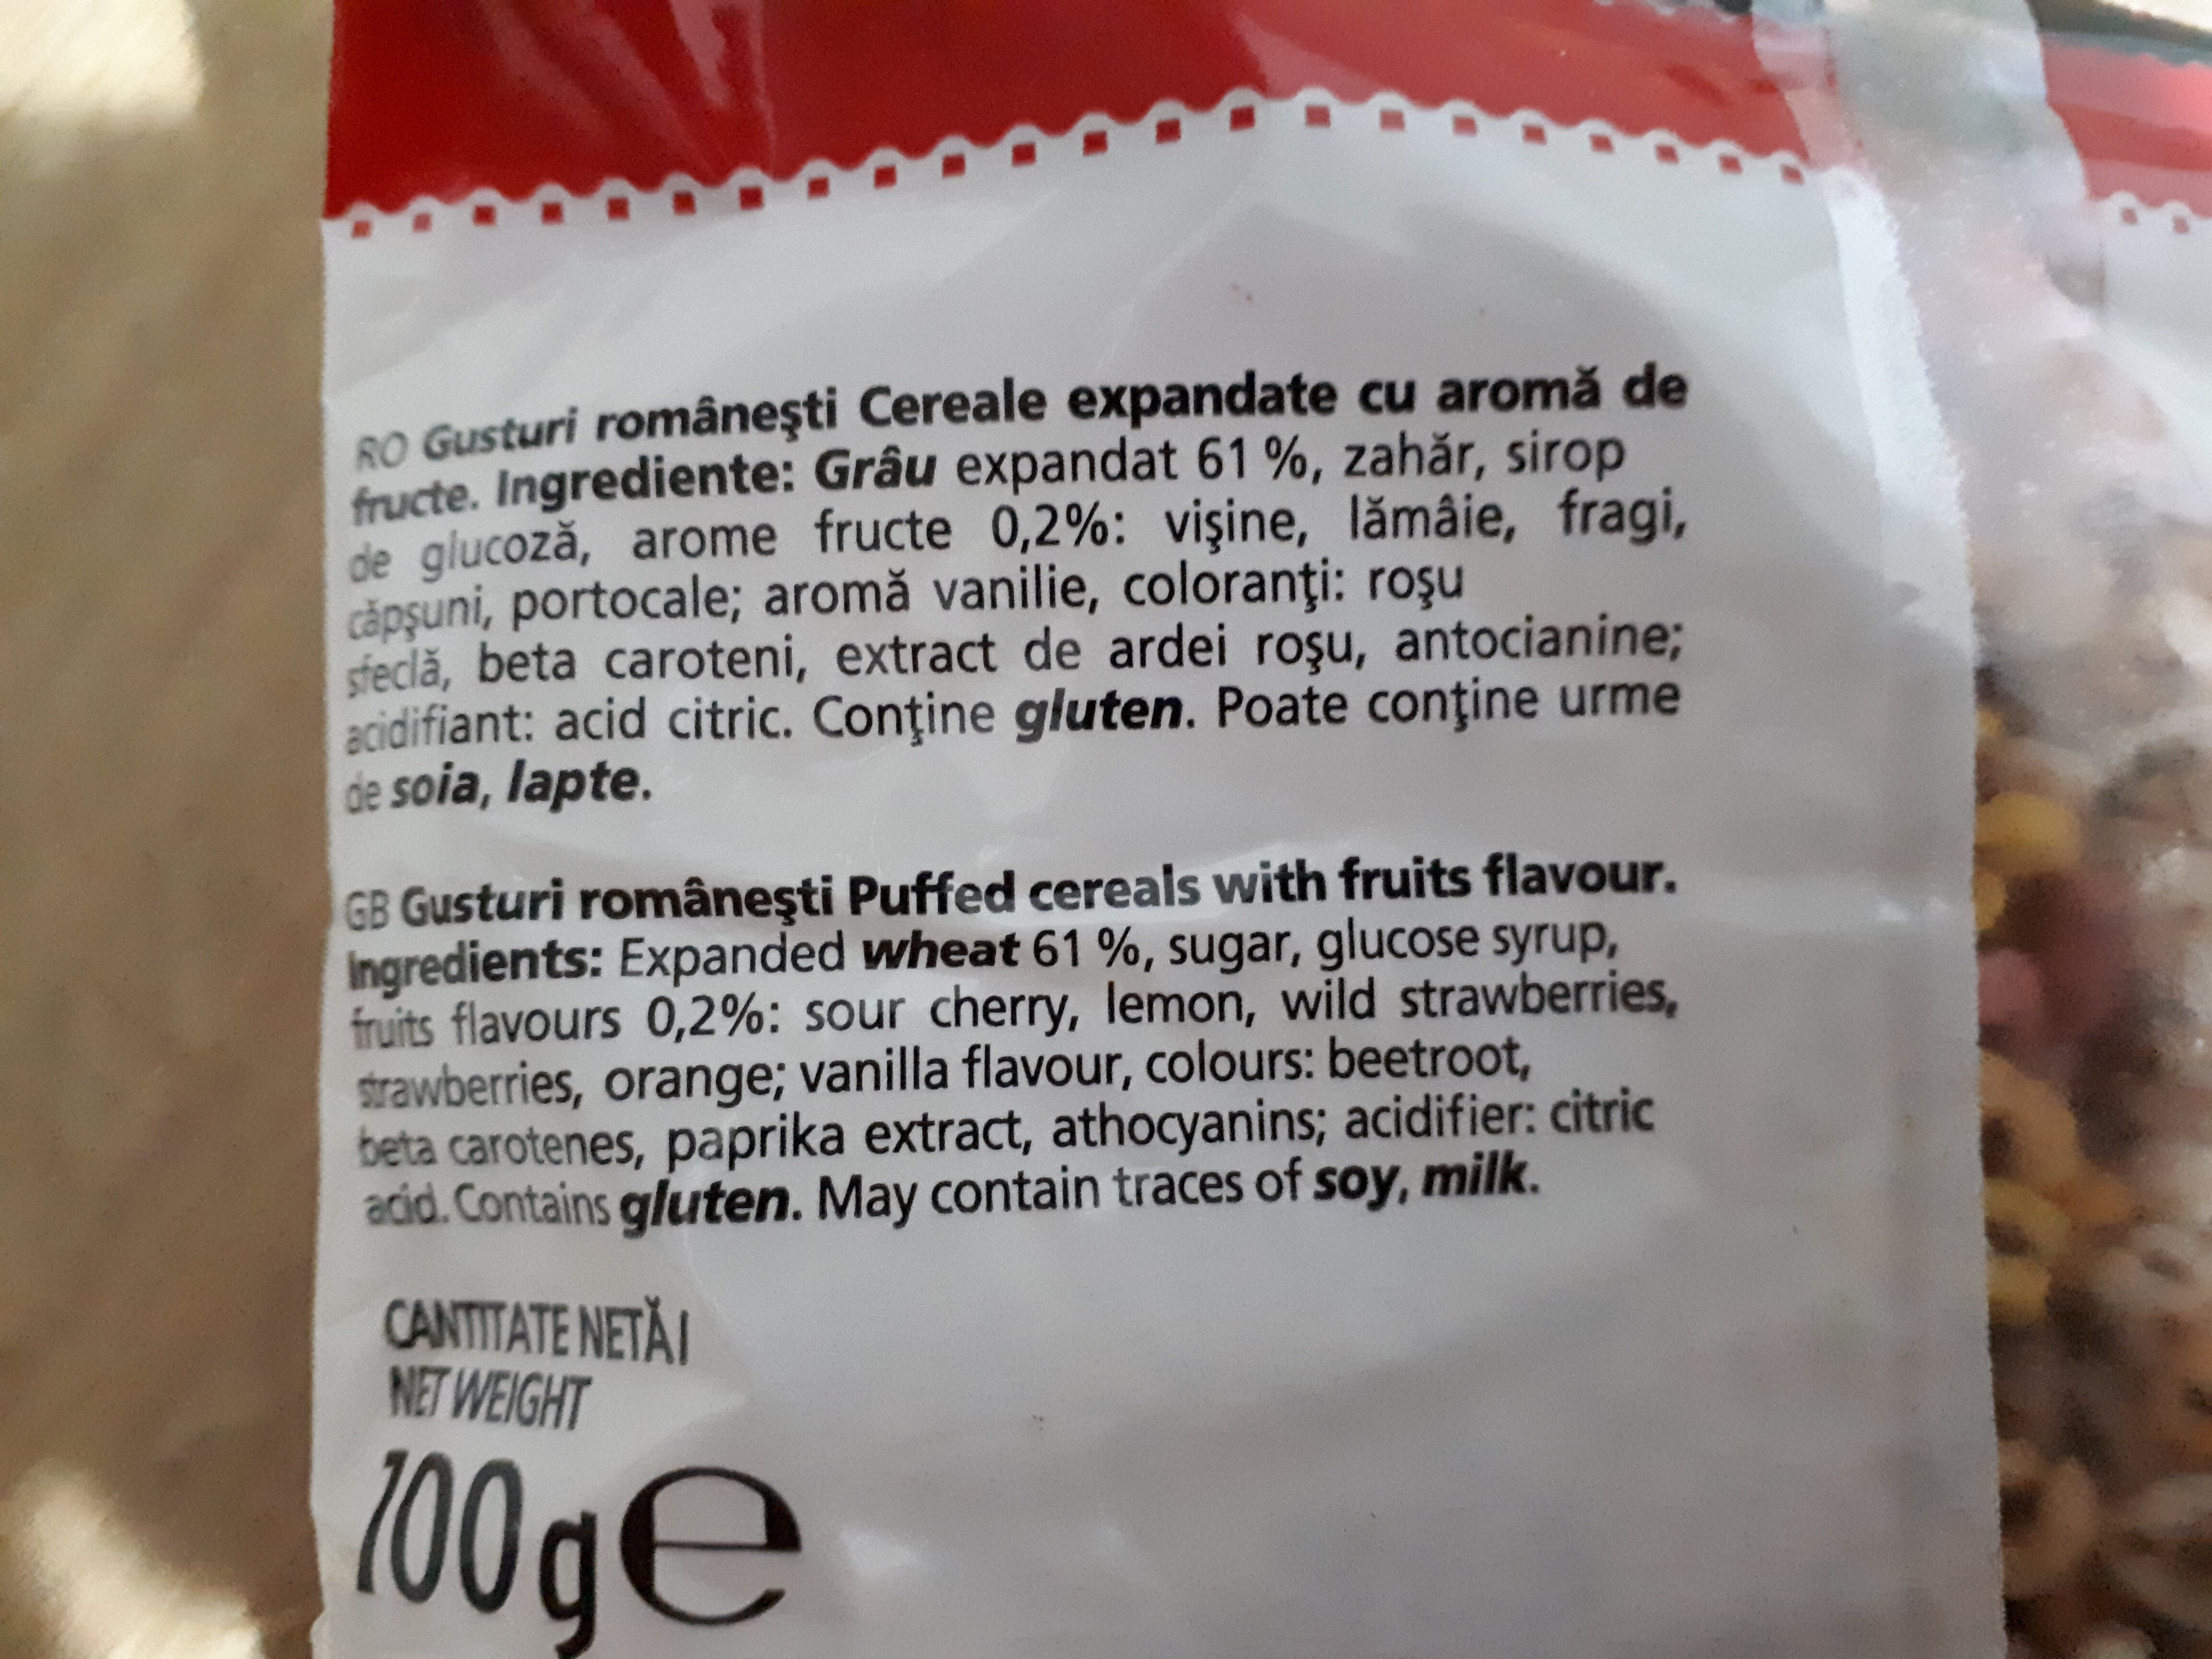 RO Gusturi româneşti Cereale expandate cu aromă de
fructe. Ingrediente: Grâu expandat 61 %, zahăr, sirop
de glucoză, arome fructe 0,2%: vişine, lămâie, fragi,
căpşuni, portocale; aromă vanilie, coloranţi: roşu
sfeclă, beta caroteni, extract de ardei roşu, antocianine;
acidifiant: acid citric. Conţine gluten. Poate conţine urme
de soia, lapte.
GB Gusturi româneşti Puffed cereals with fruits flavour.
Ingredients: Expanded wheat 61 %, sugar, glucose syrup,
fruits flavours 0,2%: sour cherry, lemon, wild strawberries,
strawberries, orange; vanilla flavour, colours: beetroot,
beta carotenes, paprika extract, athocyanins; acidifier: citric
acid. Contains gluten. May contain traces of soy, milk.
CANTITATE NETĂ I
NET WEIGHT
100 g e